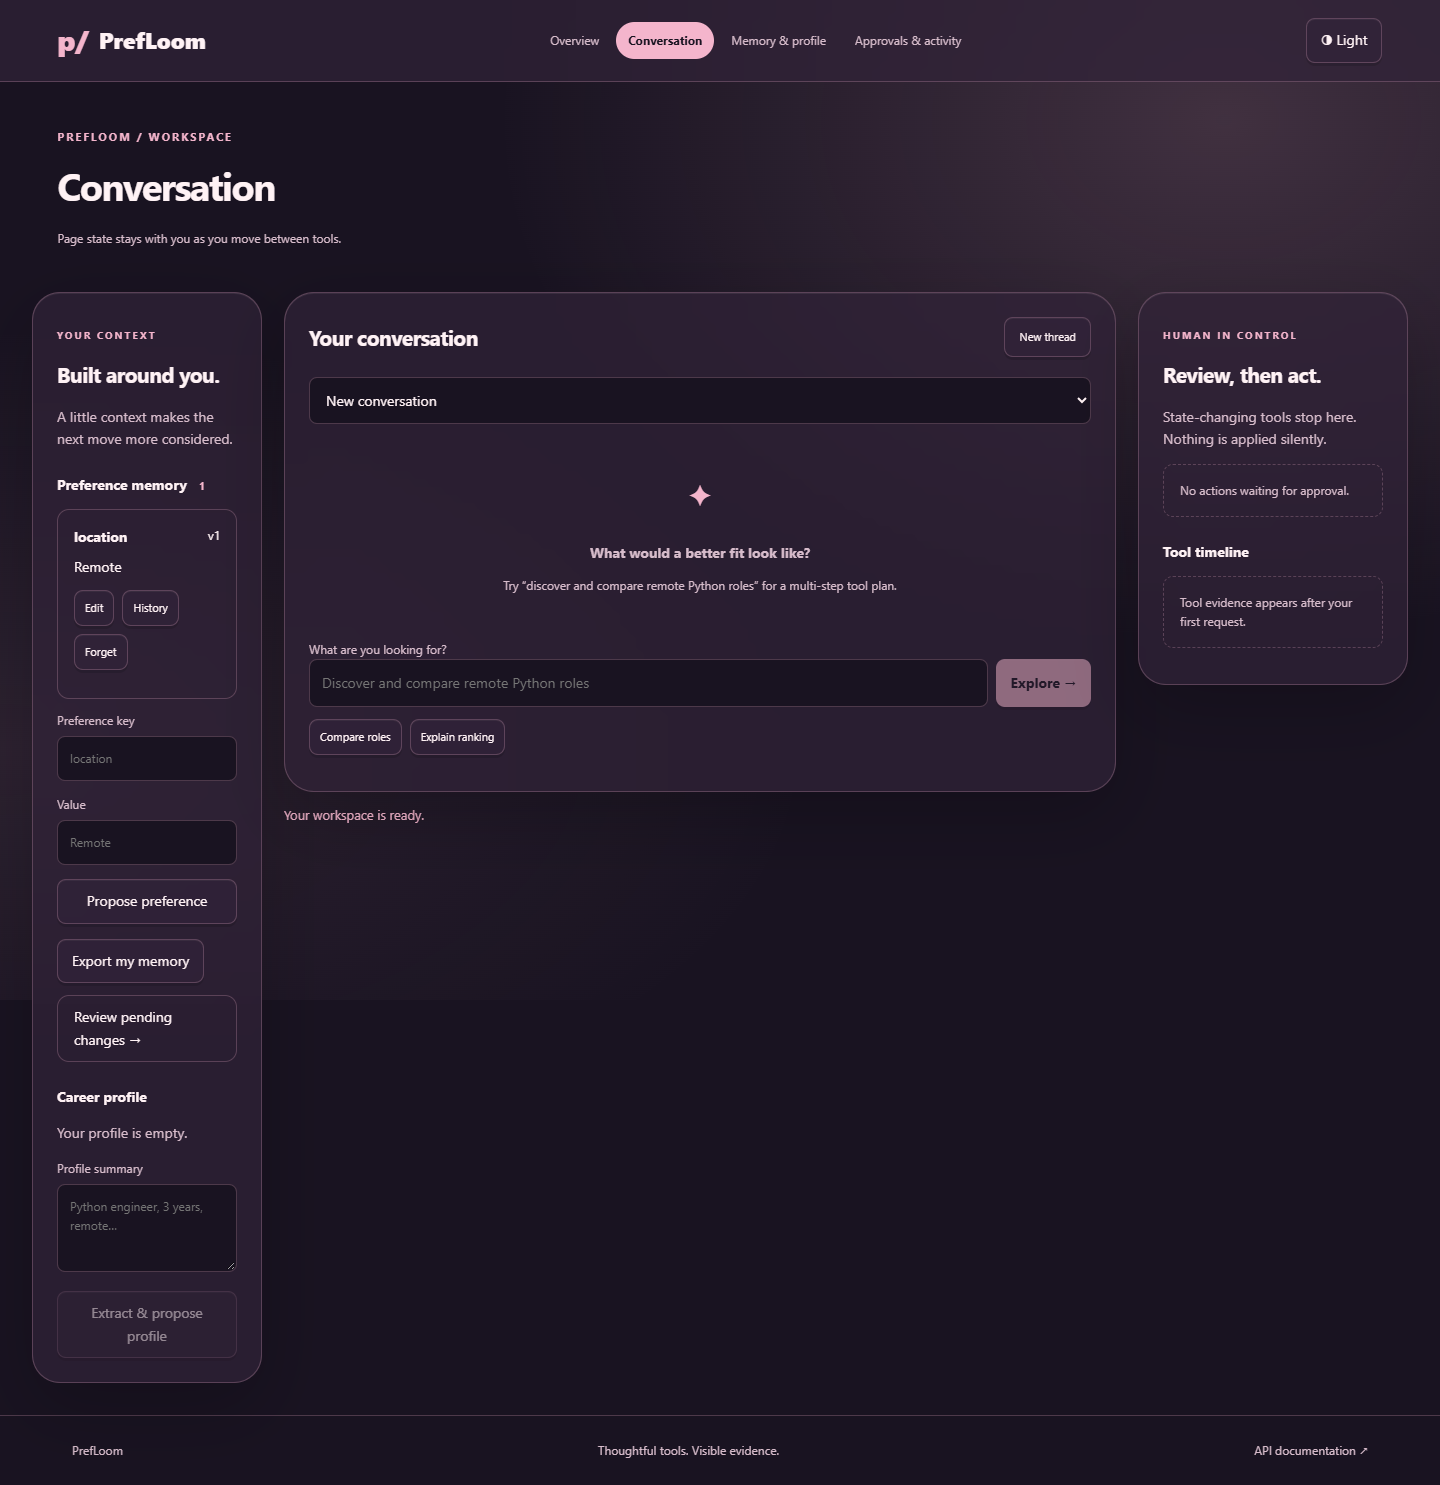 p/ PrefLoom
Overview
Conversation
Memory & profile
Approvals & activity
◑ Light
PREFLOOM / WORKSPACE
Conversation
Page state stays with you as you move between tools.
YOUR CONTEXT
Built around you.
A little context makes the
next move more considered.
Preference memory 1
location v1
Remote
Edit
History
Forget
Preference key
location
Value
Remote
Propose preference
Export my memory
Review pending
changes →
Career profile
Your profile is empty.
Profile summary
Python engineer, 3 years,
remote...
Extract & propose
profile
Your conversation
New thread
New conversation
✦
What would a better fit look like?
Try “discover and compare remote Python roles” for a multi-step tool plan.
What are you looking for?
Discover and compare remote Python roles
Explore →
Compare roles
Explain ranking
Your workspace is ready.
HUMAN IN CONTROL
Review, then act.
State-changing tools stop here.
Nothing is applied silently.
No actions waiting for approval.
Tool timeline
Tool evidence appears after your
first request.
PrefLoom
Thoughtful tools. Visible evidence.
API documentation ↗